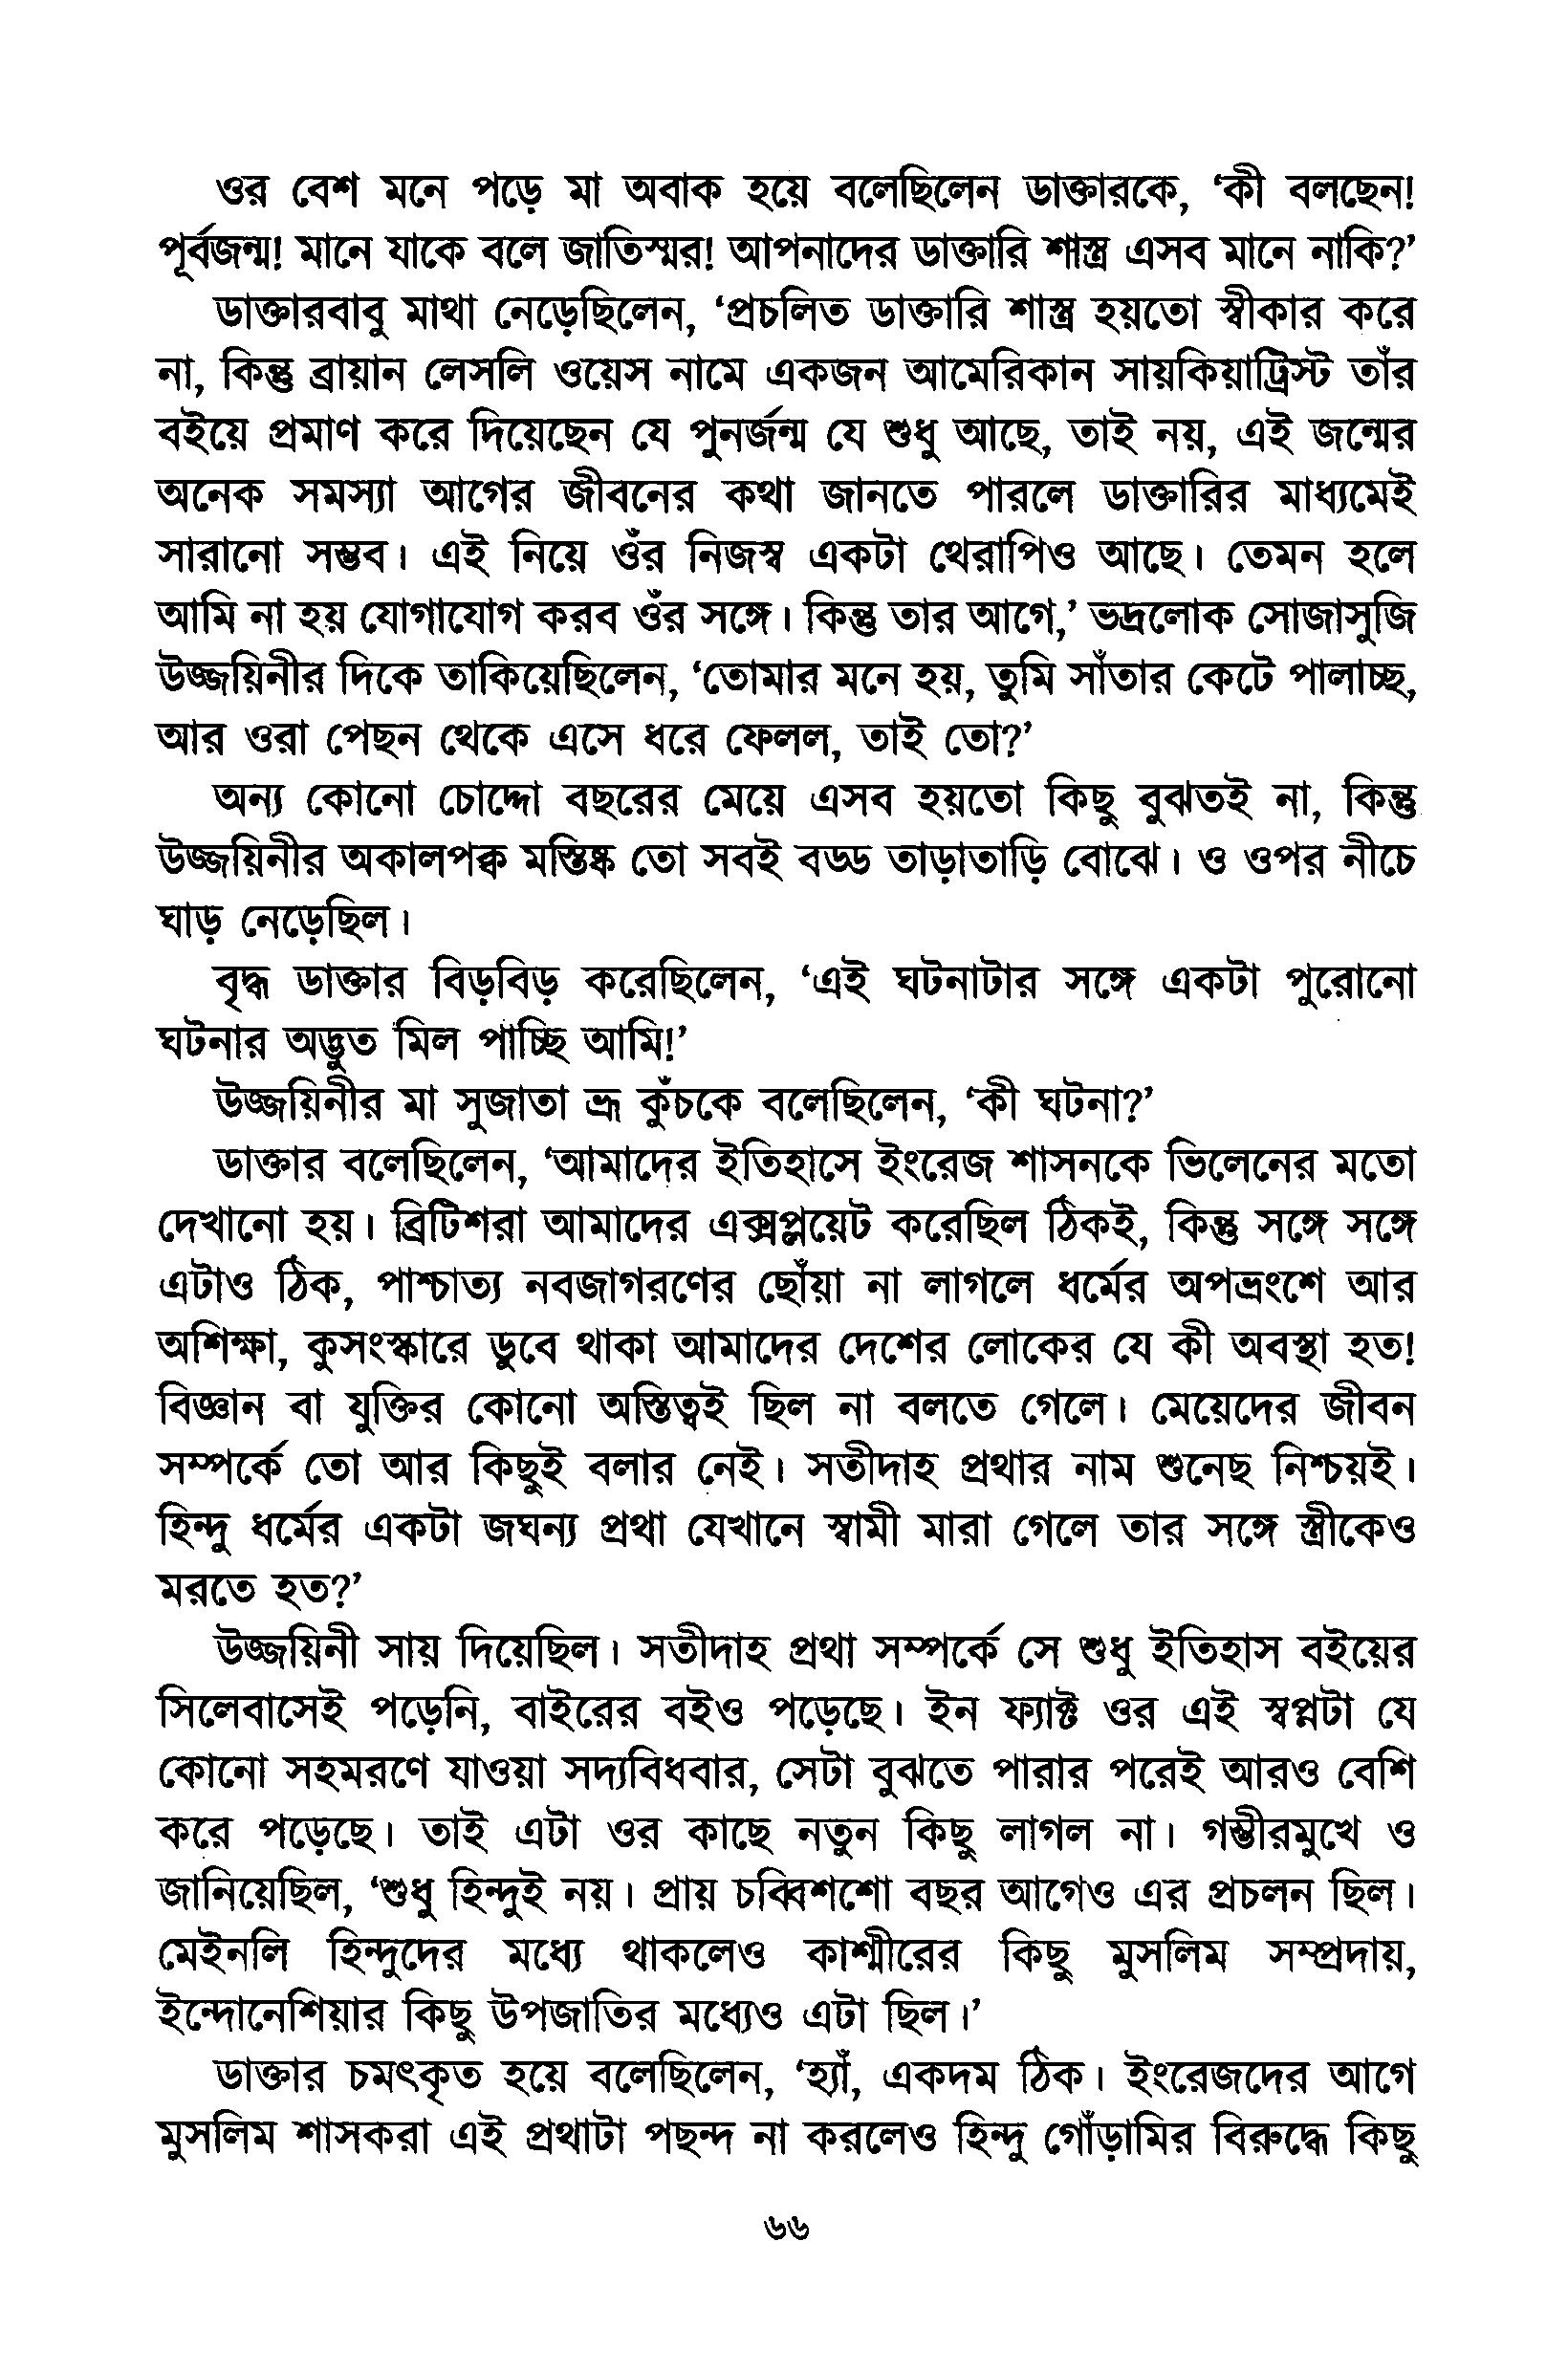 ওর বেশ মনে পড়ে মা অবাক হয়ে বলেছিলেন ডাক্তারকে, ‘কী বলছেন!
পূর্বজন্ম! মানে যাকে বলে জাতিস্মর! আপনাদের ডাক্তারি শাস্ত্র এসব মানে নাকি?’
ডাক্তারবাবু মাথা নেড়েছিলেন, ‘প্রচলিত ডাক্তারি শাস্ত্র হয়তো স্বীকার করে
না, কিন্তু ব্রায়ান লেসলি ওয়েস নামে একজন আমেরিকান সায়কিয়াট্রিস্ট তাঁর
বইয়ে প্রমাণ করে দিয়েছেন যে পুনর্জন্ম যে শুধু আছে, তাই নয়, এই জন্মের
অনেক সমস্যা আগের জীবনের কথা জানতে পারলে ডাক্তারির মাধ্যমেই
সারানো সম্ভব। এই নিয়ে ওঁর নিজস্ব একটা থেরাপিও আছে। তেমন হলে
আমি না হয় যোগাযোগ করব ওঁর সঙ্গে। কিন্তু তার আগে,’ ভদ্রলোক সোজাসুজি
উজ্জয়িনীর দিকে তাকিয়েছিলেন, ‘তোমার মনে হয়, তুমি সাঁতার কেটে পালাচ্ছ,
আর ওরা পেছন থেকে এসে ধরে ফেলল, তাই তো?’
অন্য কোনো চোদ্দো বছরের মেয়ে এসব হয়তো কিছু বুঝতই না, কিন্তু
উজ্জয়িনীর অকালপক্ক মস্তিষ্ক তো সবই বড্ড তাড়াতাড়ি বোঝে। ও ওপর নীচে
ঘাড় নেড়েছিল।
বৃদ্ধ ডাক্তার বিড়বিড় করেছিলেন, ‘এই ঘটনাটার সঙ্গে একটা পুরোনো
ঘটনার অদ্ভুত মিল পাচ্ছি আমি!’
উজ্জয়িনীর মা সুজাতা ভ্রূ কুঁচকে বলেছিলেন, ‘কী ঘটনা?’
ডাক্তার বলেছিলেন, ‘আমাদের ইতিহাসে ইংরেজ শাসনকে ভিলেনের মতো
দেখানো হয়। ব্রিটিশরা আমাদের এক্সপ্লয়েট করেছিল ঠিকই, কিন্তু সঙ্গে সঙ্গে
এটাও ঠিক, পাশ্চাত্য নবজাগরণের ছোঁয়া না লাগলে ধর্মের অপভ্রংশে আর
অশিক্ষা, কুসংস্কারে ডুবে থাকা আমাদের দেশের লোকের যে কী অবস্থা হত!
বিজ্ঞান বা যুক্তির কোনো অস্তিত্বই ছিল না বলতে গেলে। মেয়েদের জীবন
সম্পর্কে তো আর কিছুই বলার নেই। সতীদাহ প্রথার নাম শুনেছ নিশ্চয়ই।
হিন্দু ধর্মের একটা জঘন্য প্রথা যেখানে স্বামী মারা গেলে তার সঙ্গে স্ত্রীকেও
মরতে হত?’
উজ্জয়িনী সায় দিয়েছিল। সতীদাহ প্রথা সম্পর্কে সে শুধু ইতিহাস বইয়ের
সিলেবাসেই পড়েনি, বাইরের বইও পড়েছে। ইন ফ্যাক্ট ওর এই স্বপ্নটা যে
কোনো সহমরণে যাওয়া সদ্যবিধবার, সেটা বুঝতে পারার পরেই আরও বেশি
করে পড়েছে। তাই এটা ওর কাছে নতুন কিছু লাগল না। গম্ভীরমুখে ও
জানিয়েছিল, ‘শুধু হিন্দুই নয়। প্রায় চব্বিশশো বছর আগেও এর প্রচলন ছিল।
মেইনলি হিন্দুদের মধ্যে থাকলেও কাশ্মীরের কিছু মুসলিম সম্প্রদায়,
ইন্দোনেশিয়ার কিছু উপজাতির মধ্যেও এটা ছিল।’
ডাক্তার চমৎকৃত হয়ে বলেছিলেন, ‘হ্যাঁ, একদম ঠিক। ইংরেজদের আগে
মুসলিম শাসকরা এই প্রথাটা পছন্দ না করলেও হিন্দু গোঁড়ামির বিরুদ্ধে কিছু
৬৬